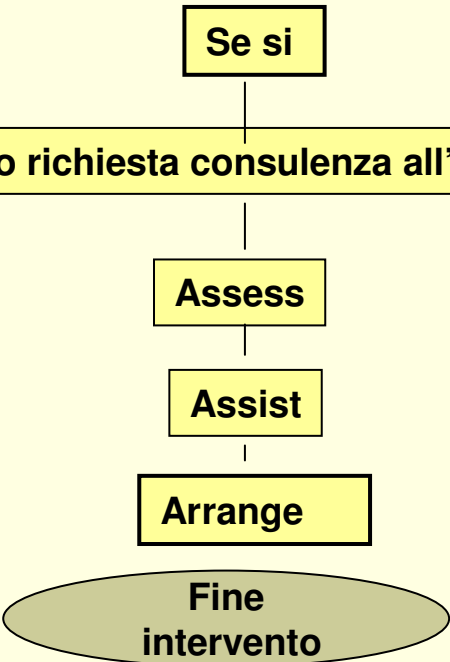 Se si
o richiesta consulenza all'
Assess
Assist
Arrange
Fine
intervento